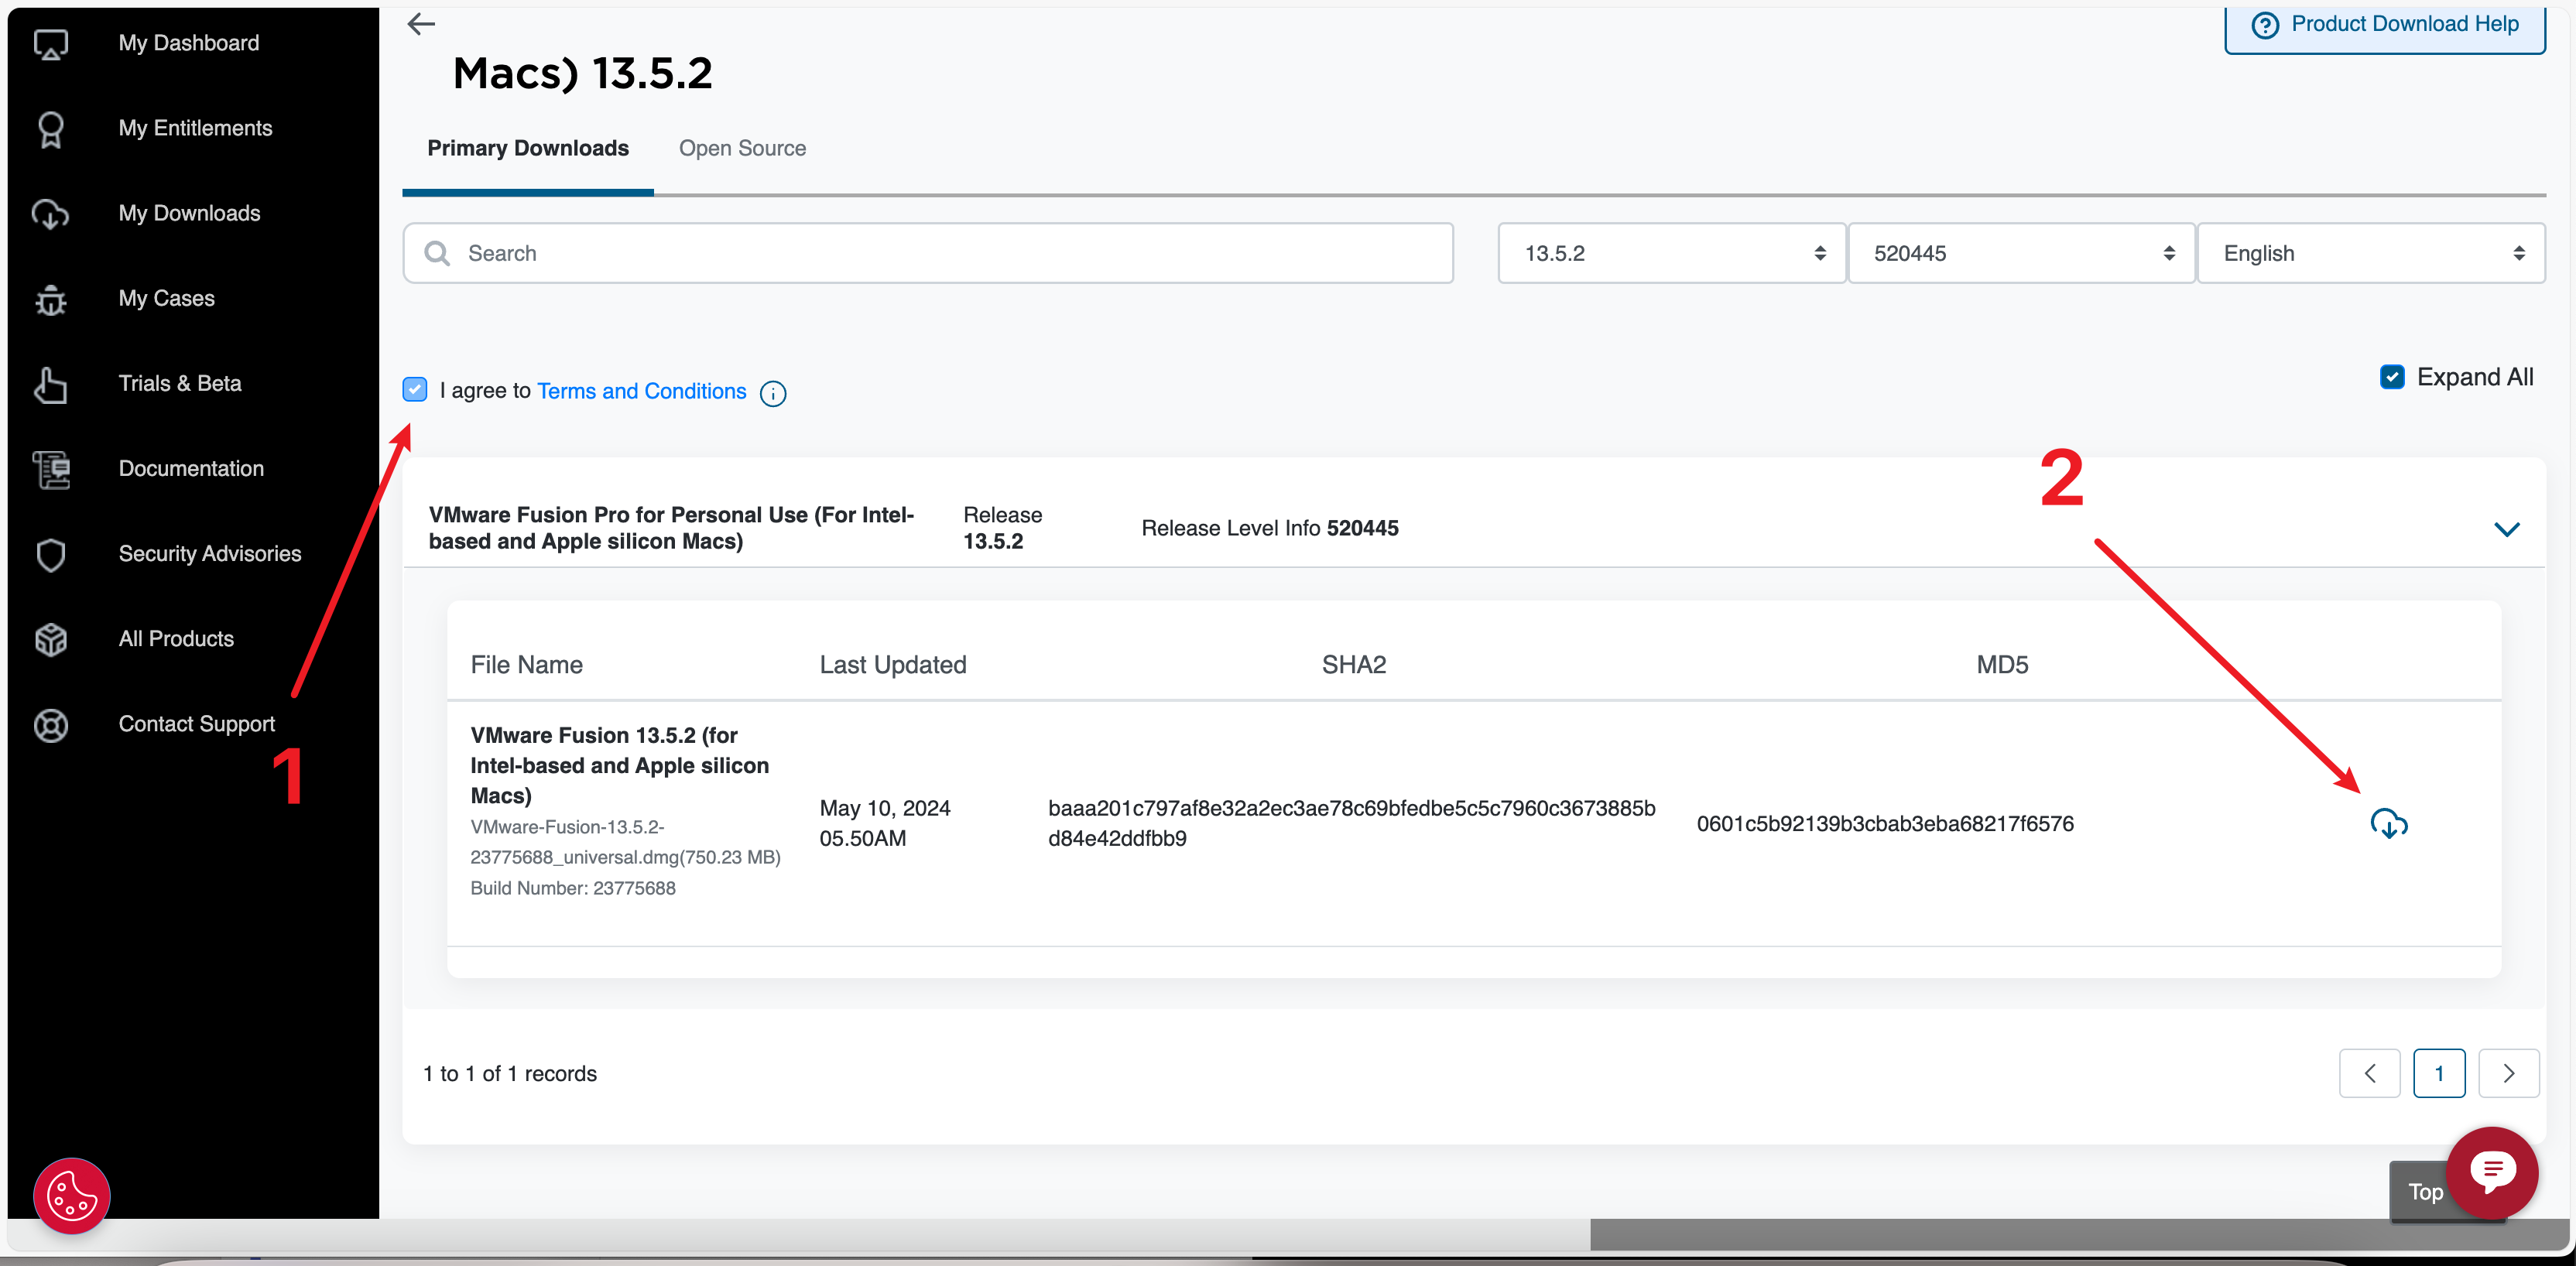 My Dashboard
My Entitlements
My Downloads
My Cases
Trials & Beta
Documentation
Security Advisories
All Products
Contact Support
1
Product Download Help
Macs) 13.5.2
Primary Downloads
Open Source
Search
13.5.2
520445
English
I agree to Terms and Conditions
Expand All
2
VMware Fusion Pro for Personal Use (For Intel-
based and Apple silicon Macs)
Release
13.5.2
Release Level Info 520445
File Name
Last Updated
SHA2
MD5
VMware Fusion 13.5.2 (for
Intel-based and Apple silicon
Macs)
VMware-Fusion-13.5.2-
23775688_universal.dmg(750.23 MB)
Build Number: 23775688
May 10, 2024
05.50AM
baaa201c797af8e32a2ec3ae78c69bfedbe5c5c7960c3673885b
d84e42ddfbb9
0601c5b92139b3cbab3eba68217f6576
1 to 1 of 1 records
1
Top